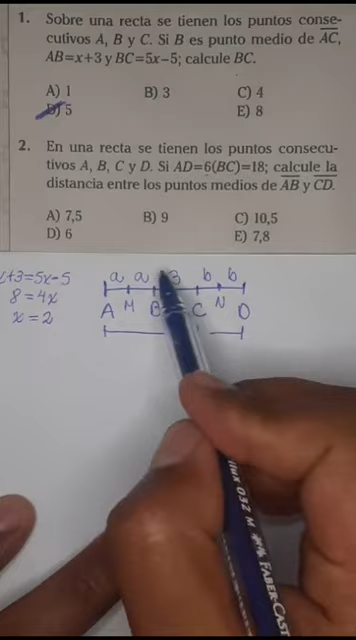 1. Sobre una recta se tienen los puntos conse-
cutivos A, B y C. Si B es punto medio de AC,
AB=x+3 y BC=5x-5; calcule BC.
A) 1 B) 3 C) 4
D) 5 E) 8
2. En una recta se tienen los puntos consecu-
tivos A, B, C y D. Si AD=6(BC)=18; calcule la
distancia entre los puntos medios de AB y CD.
A) 7,5 B) 9 C) 10,5
D) 6 E) 7,8
x+3=5x-5
8=4x
x=2
a a 3 b b
A M B C N D
032 M FABER-CAST